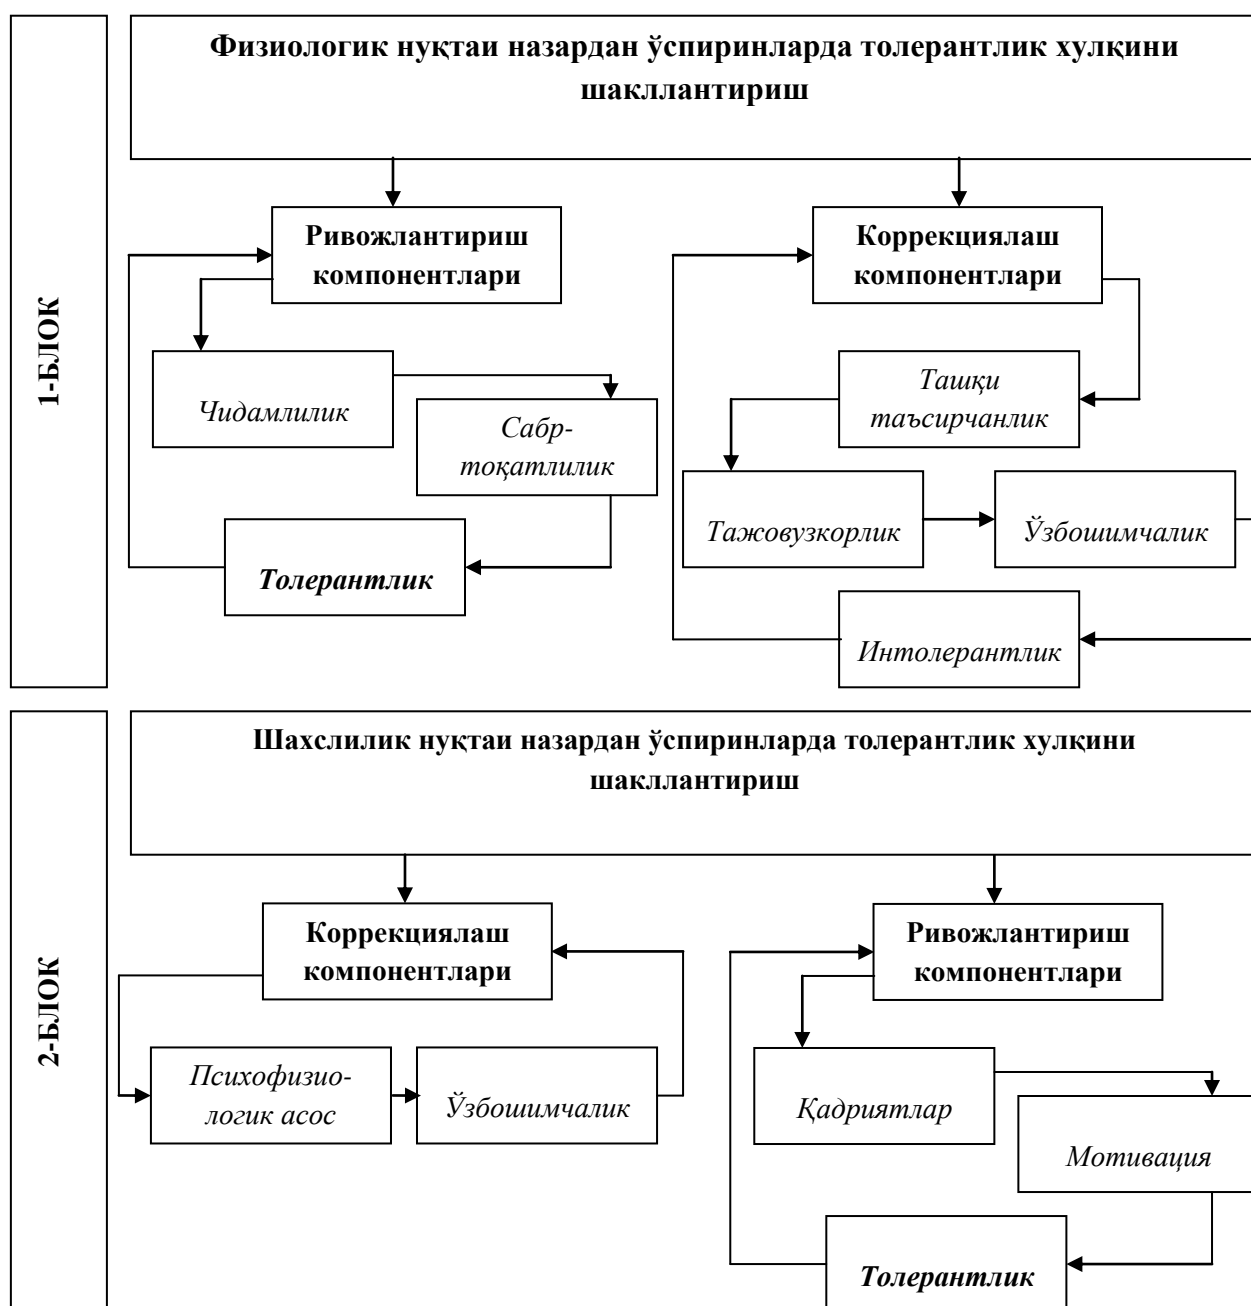 1-БЛОК
Физиологик нуқтаи назардан ўспиринларда толерантлик хулқини
шакллантириш
Ривожлантириш
компонентлари
Чидамлилик
Сабр-
тоқатлилик
Толерантлик
Коррекциялаш
компонентлари
Ташқи
таъсирчанлик
Тажовузкорлик
Ўзбошимчалик
Интолерантлик
2-БЛОК
Шахслилик нуқтаи назардан ўспиринларда толерантлик хулқини
шакллантириш
Коррекциялаш
компонентлари
Психофизио-
логик асос
Ўзбошимчалик
Ривожлантириш
компонентлари
Қадриятлар
Мотивация
Толерантлик